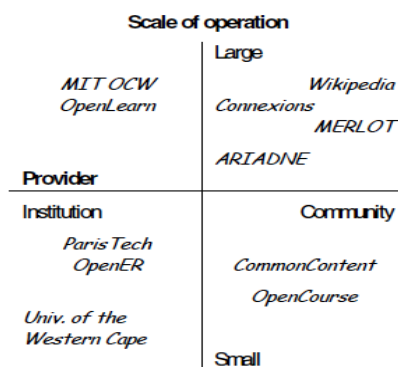 Scale of operation
Large
MIT OCW
OpenLearn
Wikipedia
Connexions
MERLOT
ARIADNE
Provider
Institution
Community
ParisTech
OpenER
CommonContent
OpenCourse
Univ. of the
Western Cape
Small